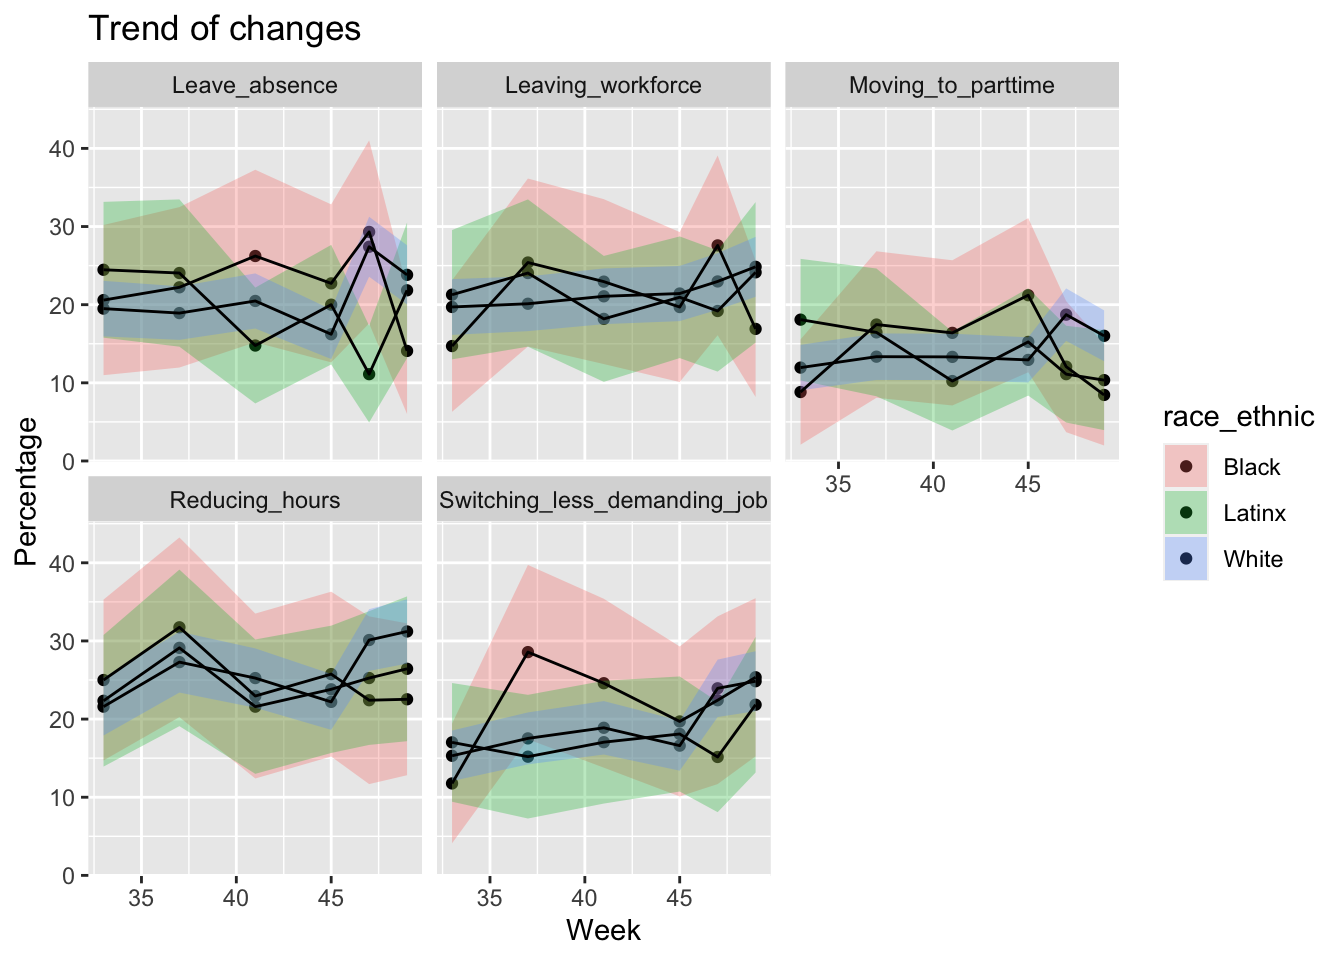 Trend of changes
Leave_absence
Leaving_workforce
Moving_to_parttime
40
30
20
10
0
35
40
45
Percentage
race_ethnic
Black
Latinx
White
Reducing_hours
Switching_less_demanding_job
40
30
20
10
0
35
40
45
35
40
45
Week